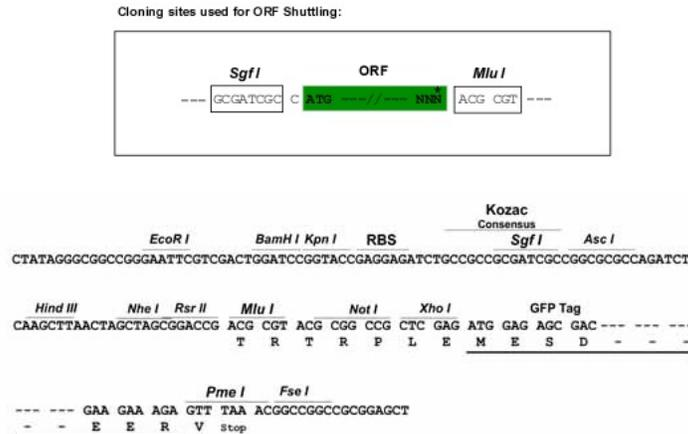 Cloning sites used for ORF Shuttling:
Sgf I ORF Mlu I
--- GCGATCGC C ATG ----//---- NNN ACG CGT ---
*
Kozac
Consensus
EcoR I BamH I Kpn I RBS Sgf I Asc I
CTATAGGGCGGCCGGGAATTCGTCGACTGGATCCGGTACCGAGGAGATCTGCCGCCGCGATCGCCGGCGCGCCAGATCT
Hind III Nhe I Rsr II Mlu I Not I Xho I GFP Tag
CAAGCTTAACTAGCTAGCGGACCG ACG CGT ACG CGG CCG CTC GAG ATG GAG AGC GAC --- --- ---
T R T R P L E M E S D - - -
Pme I Fse I
--- --- GAA GAA AGA GTT TAA ACGGCCGGCCGCGGAGCT
- - E E R V Stop